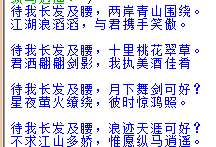 待我长发及腰，两岸青山围绕。
江湖浪滔滔，与君携手笑傲。
待我长发及腰，十里桃花翠草。
君洒翩翩剑影，我执美酒佳肴
待我长发及腰，月下舞剑可好？
星夜萤火缭绕，彼时惊鸿照。
待我长发及腰，浪迹天涯可好？
不求江山多娇，惟愿纵马逍遥。